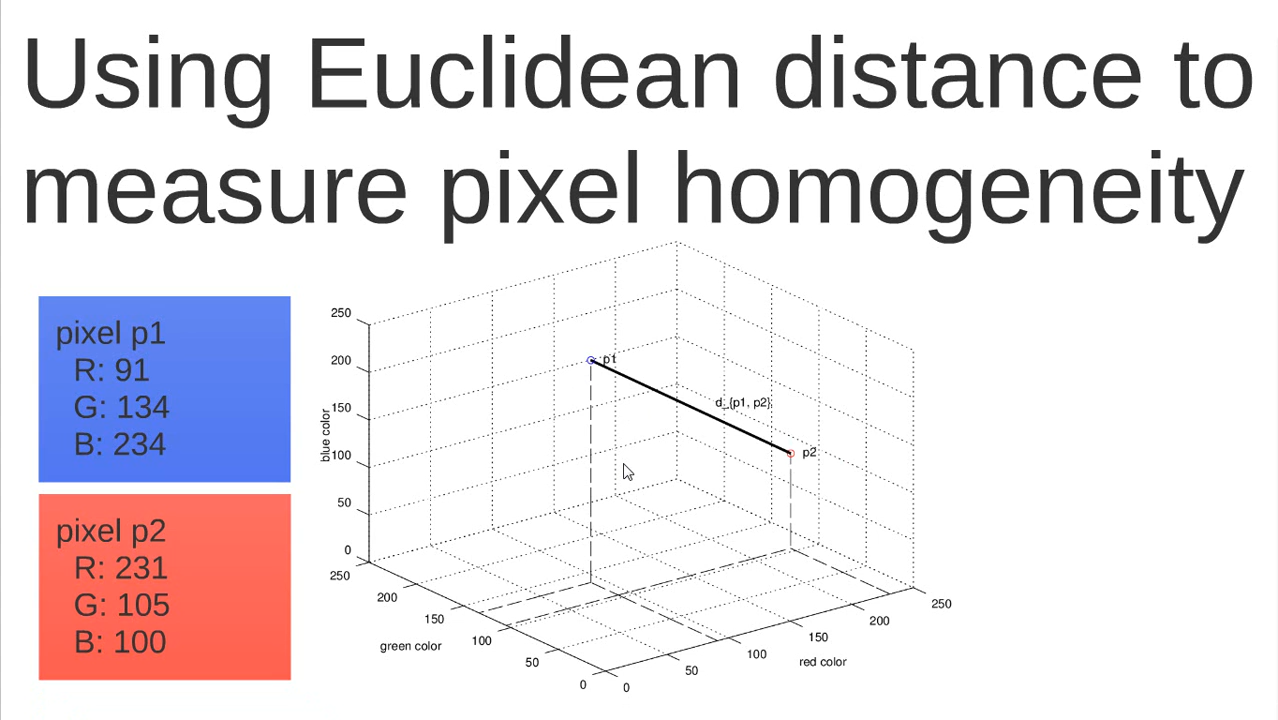 Using Euclidean distance to
measure pixel homogeneity
pixel p1
R: 91
G: 134
B: 234
pixel p2
R: 231
G: 105
B: 100
250
200
150
100
50
0
blue color
250
200
150
100
50
0
green color
0
50
100
150
200
250
red color
p1
d_{p1, p2}
p2